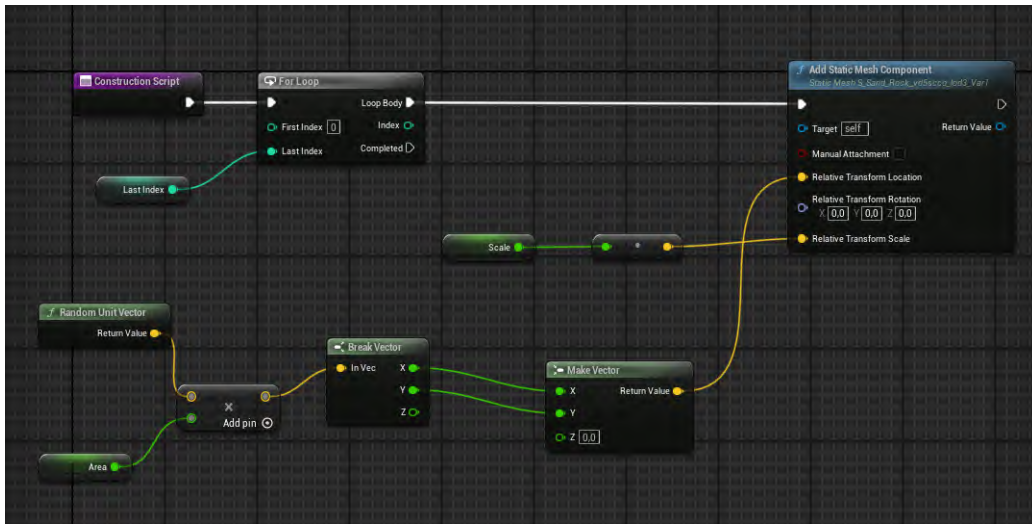 Construction Script
For Loop
Loop Body
First Index 0
Index
Last Index
Completed
Last Index
f Add Static Mesh Component
Target self
Return Value
Manual Attachment
Relative Transform Location
Relative Transform Rotation
X 0,0 Y 0,0 Z 0,0
Relative Transform Scale
Scale
f Random Unit Vector
Return Value
Break Vector
In Vec
X
Y
Z
Make Vector
X
Return Value
Y
Z 0,0
X
Add pin
Area